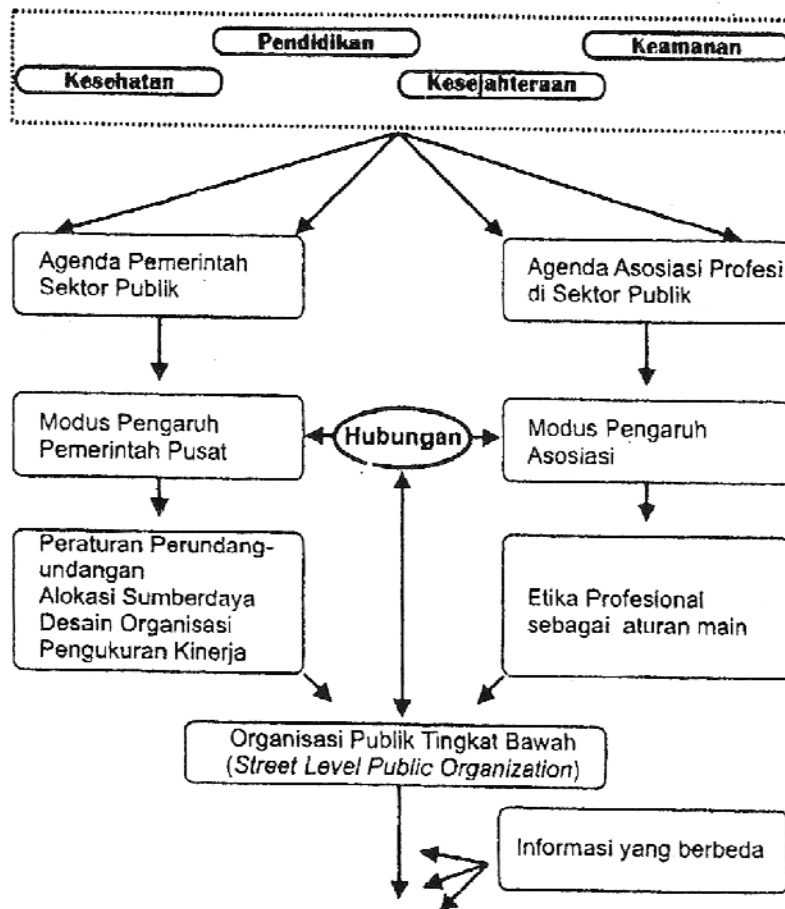 Pendidikan
Keamanan
Kesehatan
Kesejahteraan
Agenda Pemerintah
Sektor Publik
Agenda Asosiasi Profesi
di Sektor Publik
Modus Pengaruh
Pemerintah Pusat
Hubungan
Modus Pengaruh
Asosiasi
Peraturan Perundang-
undangan
Alokasi Sumberdaya
Desain Organisasi
Pengukuran Kinerja
Etika Profesional
sebagai aturan main
Organisasi Publik Tingkat Bawah
(Street Level Public Organization)
Informasi yang berbeda